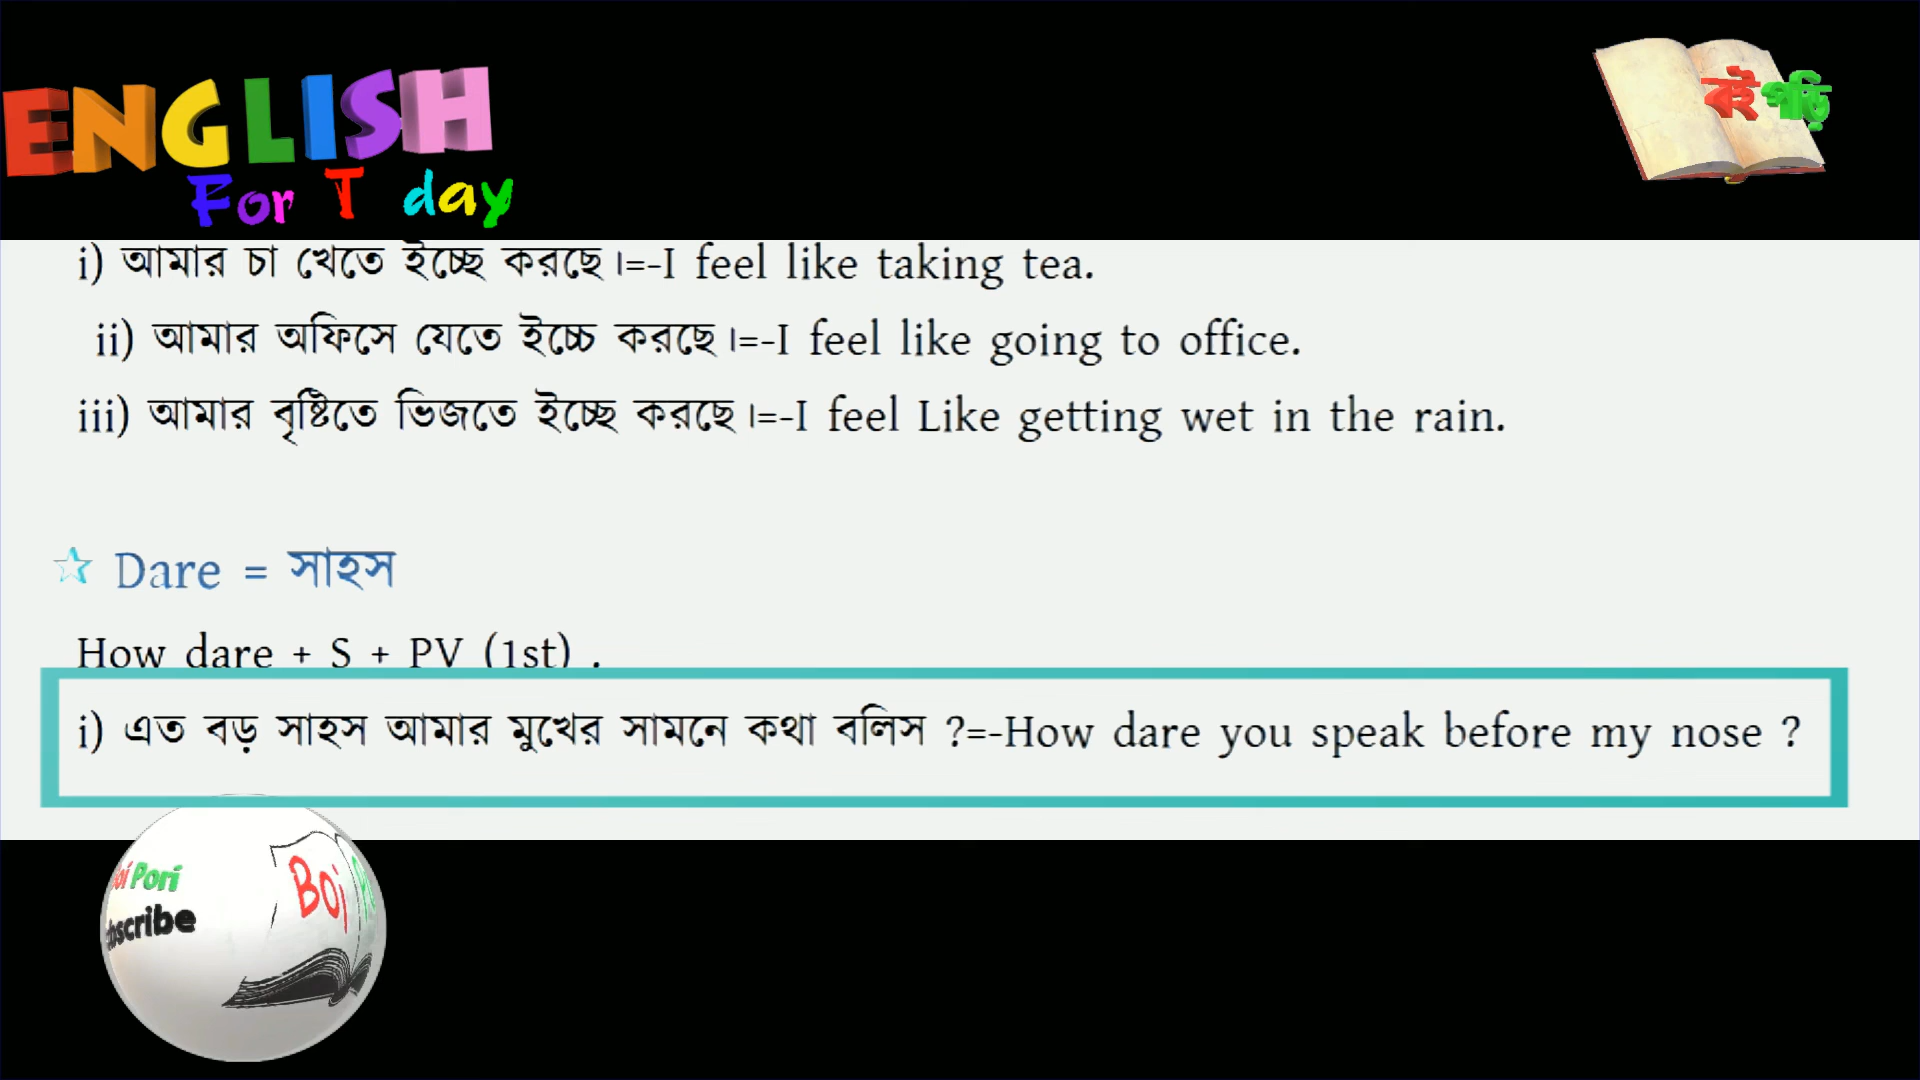 ENGLISH
For T day
বই পড়ি
i) আমার চা খেতে ইচ্ছে করছে।=-I feel like taking tea.
ii) আমার অফিসে যেতে ইচ্চে করছে।=-I feel like going to office.
iii) আমার বৃষ্টিতে ভিজতে ইচ্ছে করছে।=-I feel Like getting wet in the rain.
☆ Dare = সাহস
How dare + S + PV (1st) .
i) এত বড় সাহস আমার মুখের সামনে কথা বলিস ?=-How dare you speak before my nose ?
Pori
Boi